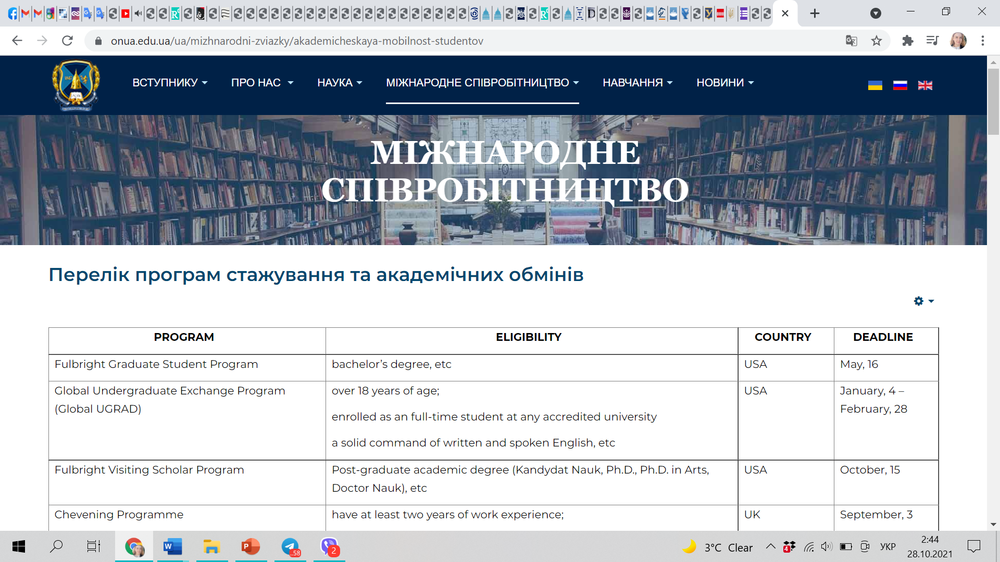 onua.edu.ua/ua/mizhnarodni-zviazky/akademicheskaya-mobilnost-studentov
ВСТУПНИКУ ПРО НАС НАУКА МІЖНАРОДНЕ СПІВРОБІТНИЦТВО НАВЧАННЯ НОВИНИ
МІЖНАРОДНЕ
СПІВРОБІТНИЦТВО
Перелік програм стажування та академічних обмінів
PROGRAM ELIGIBILITY COUNTRY DEADLINE
Fulbright Graduate Student Program bachelor’s degree, etc USA May, 16
Global Undergraduate Exchange Program over 18 years of age; USA January, 4 –
(Global UGRAD) February, 28
enrolled as an full-time student at any accredited university
a solid command of written and spoken English, etc
Fulbright Visiting Scholar Program Post-graduate academic degree (Kandydat Nauk, Ph.D., Ph.D. in Arts, USA October, 15
Doctor Nauk), etc
Chevening Programme have at least two years of work experience; UK September, 3
3°C Clear 4 УКР 2:44
28.10.2021
W P ..58 2